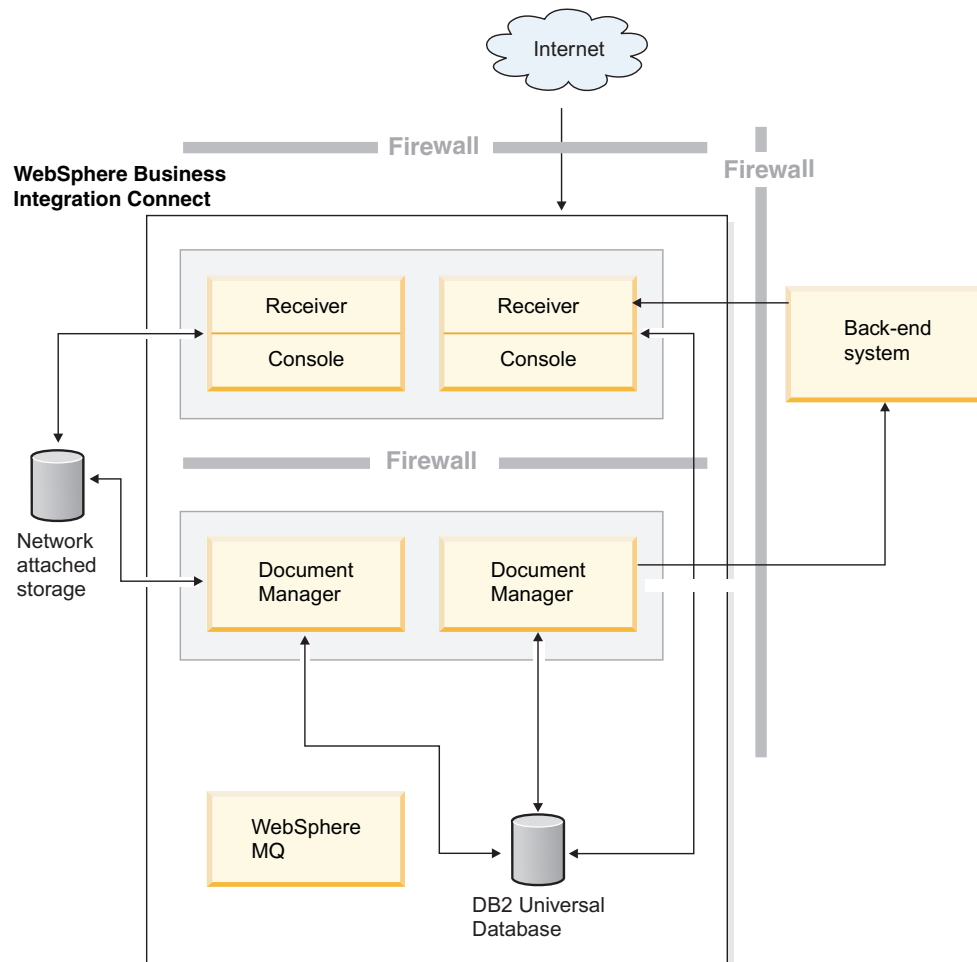 Internet
Firewall
Firewall
WebSphere Business
Integration Connect
Receiver
Console
Receiver
Console
Back-end
system
Firewall
Network
attached
storage
Document
Manager
Document
Manager
WebSphere
MQ
DB2 Universal
Database